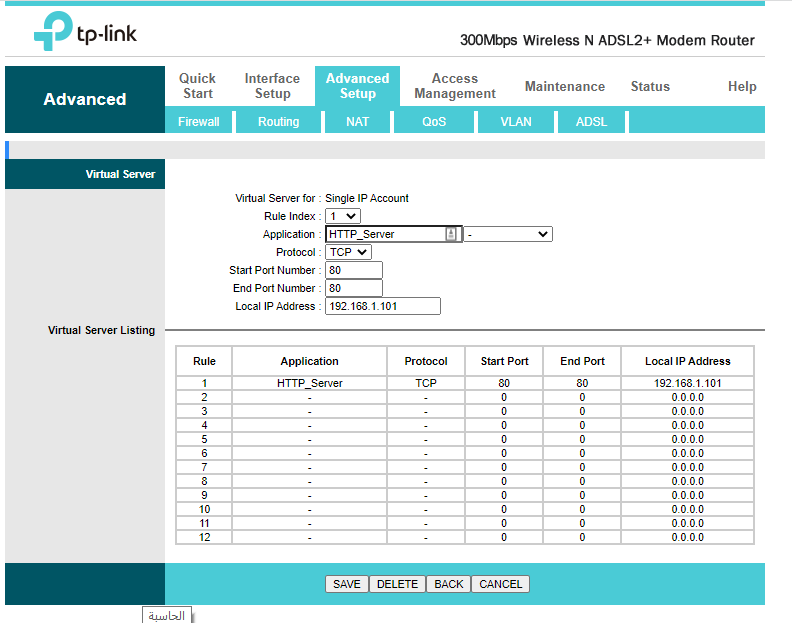 tp-link
300Mbps Wireless N ADSL2+ Modem Router
Advanced
Quick Start Interface Setup Advanced Setup Access Management Maintenance Status Help
Firewall Routing NAT QoS VLAN ADSL
Virtual Server
Virtual Server for : Single IP Account
Rule Index : 1
Application : HTTP_Server -
Protocol : TCP
Start Port Number : 80
End Port Number : 80
Local IP Address : 192.168.1.101
Virtual Server Listing
Rule Application Protocol Start Port End Port Local IP Address
1 HTTP_Server TCP 80 80 192.168.1.101
2 - - 0 0 0.0.0.0
3 - - 0 0 0.0.0.0
4 - - 0 0 0.0.0.0
5 - - 0 0 0.0.0.0
6 - - 0 0 0.0.0.0
7 - - 0 0 0.0.0.0
8 - - 0 0 0.0.0.0
9 - - 0 0 0.0.0.0
10 - - 0 0 0.0.0.0
11 - - 0 0 0.0.0.0
12 - - 0 0 0.0.0.0
SAVE DELETE BACK CANCEL
الحاسبة